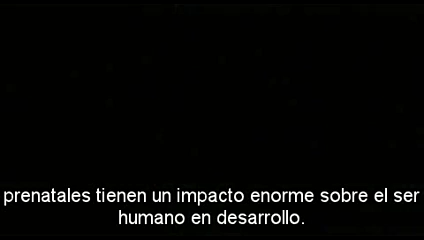 prenatales tienen un impacto enorme sobre el ser
humano en desarrollo.